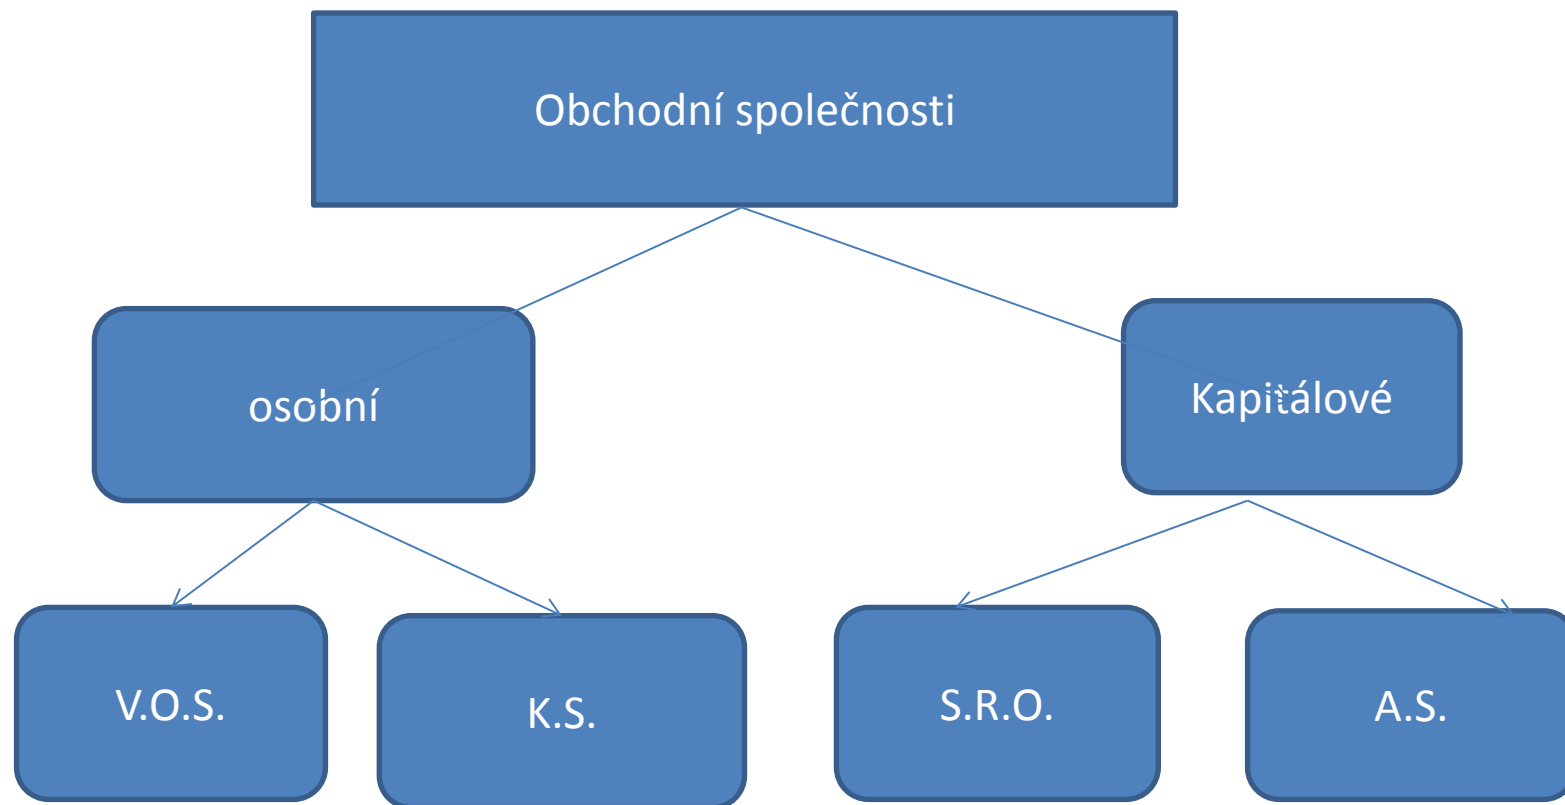 Obchodní společnosti
osobní
Kapitálové
V.O.S.
K.S.
S.R.O.
A.S.